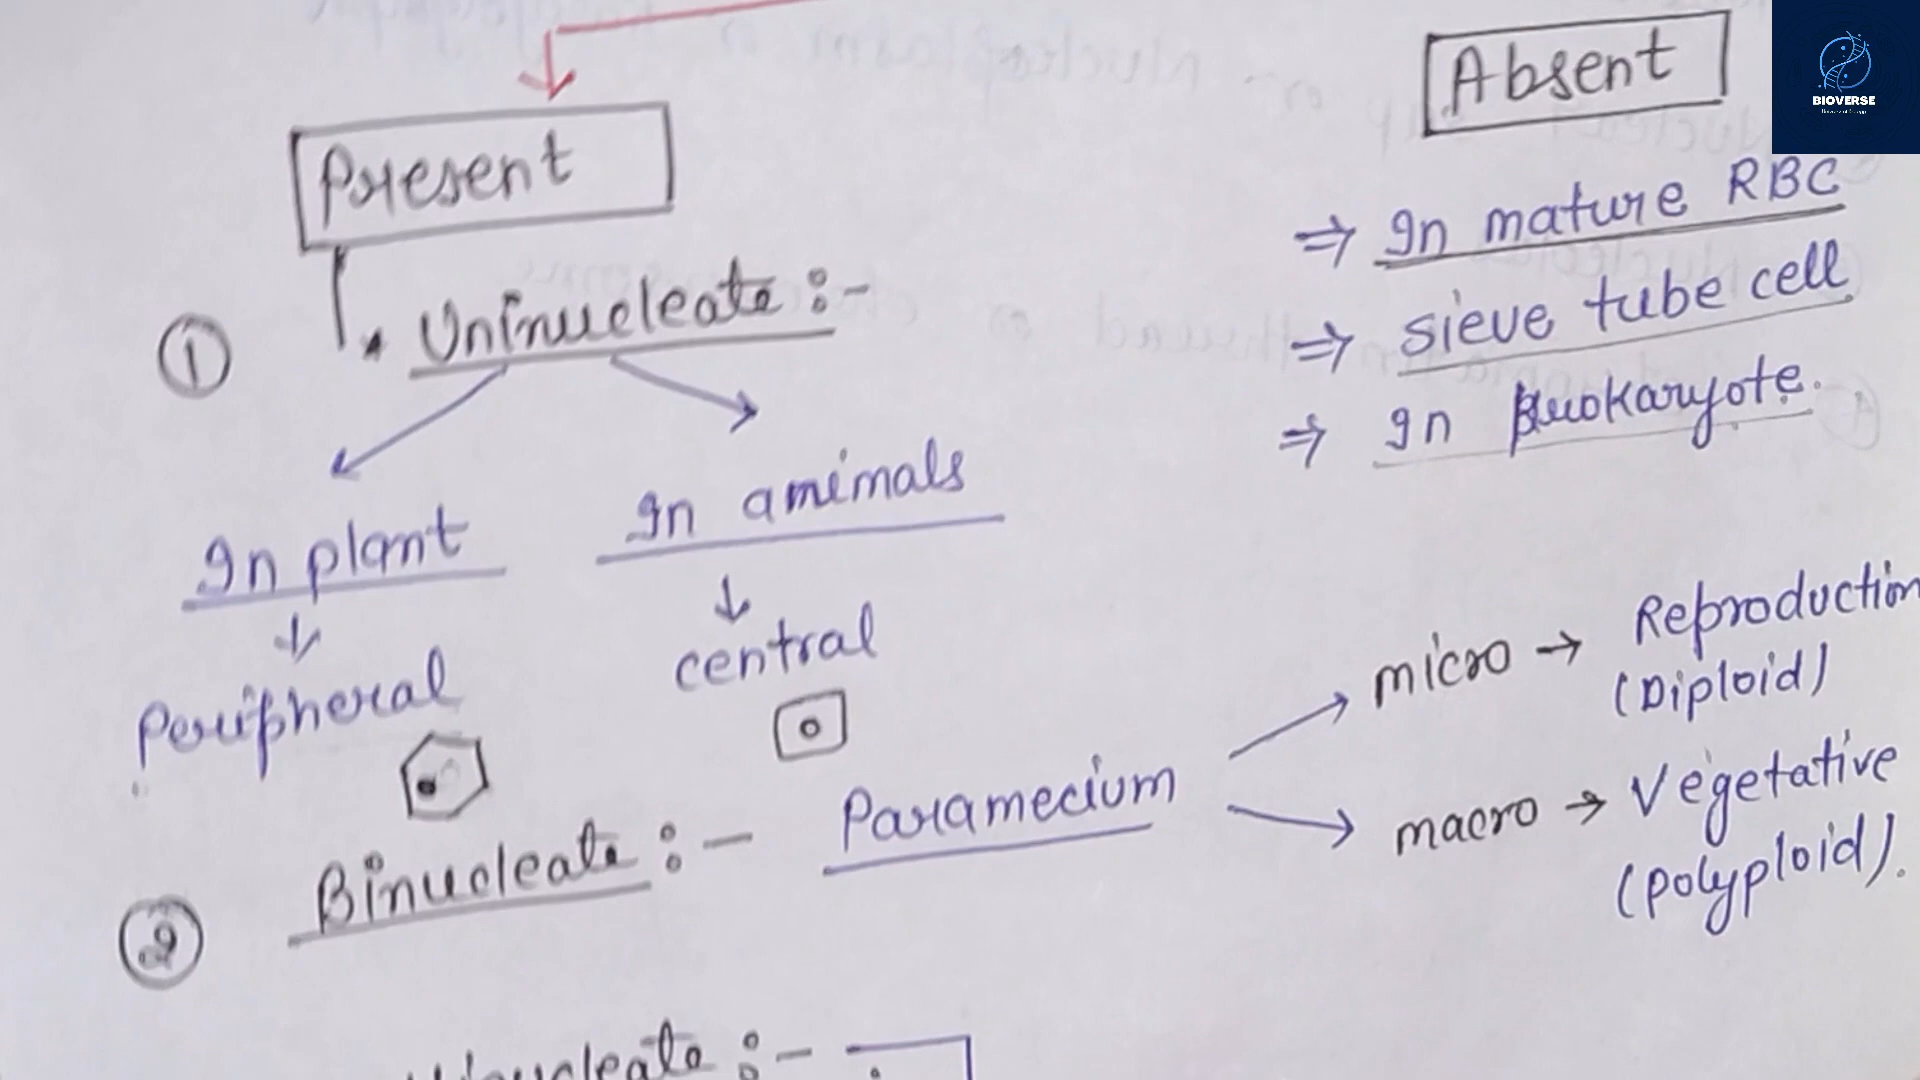 Present
Absent
BIOVERSE
⇒ In mature RBC
⇒ sieve tube cell
⇒ In Prokaryote.
① Uninucleate :-
In plant
In animals
↓
↓
Peripheral
central
② Binucleate :- Paramecium
micro → Reproduction
(Diploid)
macro → Vegetative
(polyploid).